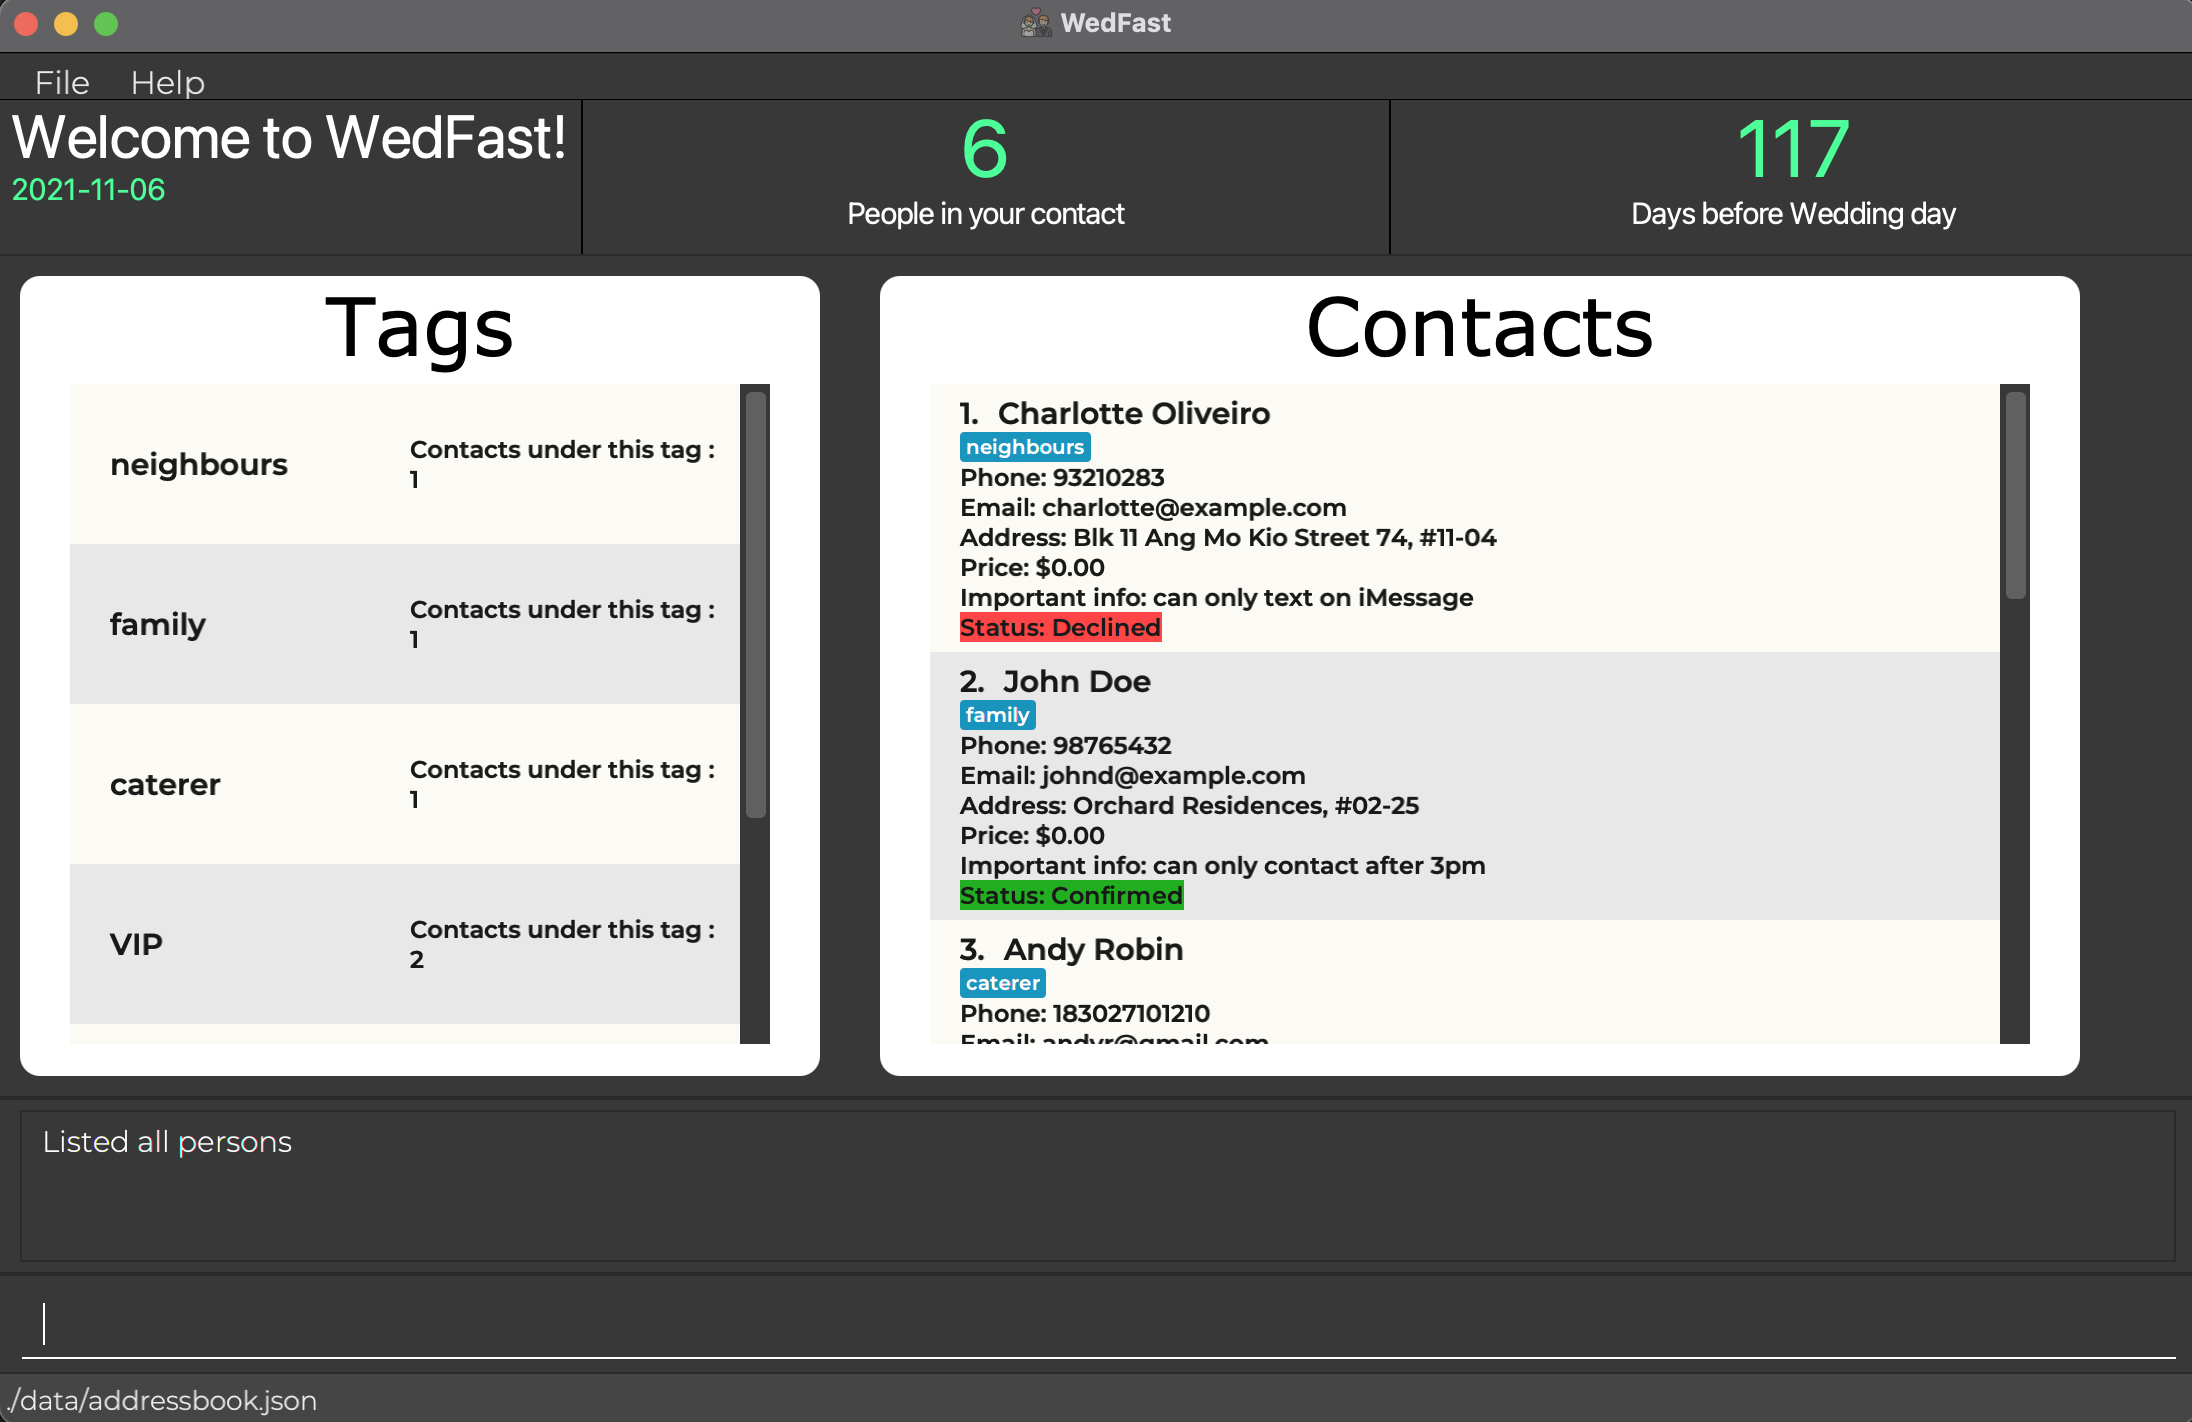 WedFast
File Help
Welcome to WedFast!
2021-11-06
6
People in your contact
117
Days before Wedding day
Tags
neighbours
Contacts under this tag :
1
family
Contacts under this tag :
1
caterer
Contacts under this tag :
1
VIP
Contacts under this tag :
2
Contacts
1. Charlotte Oliveiro
neighbours
Phone: 93210283
Email: charlotte@example.com
Address: Blk 11 Ang Mo Kio Street 74, #11-04
Price: $0.00
Important info: can only text on iMessage
Status: Declined
2. John Doe
family
Phone: 98765432
Email: johnd@example.com
Address: Orchard Residences, #02-25
Price: $0.00
Important info: can only contact after 3pm
Status: Confirmed
3. Andy Robin
caterer
Phone: 183027101210
Email: andyr@gmail.com
Listed all persons
./data/addressbook.json